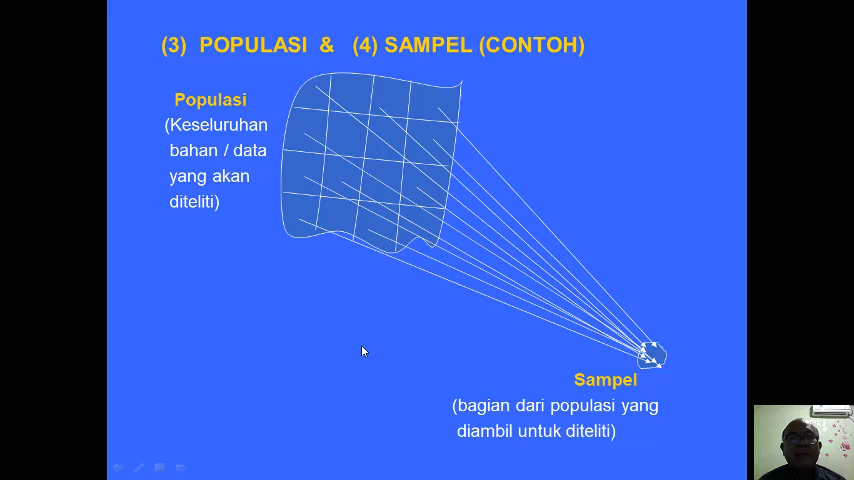 (3) POPULASI & (4) SAMPEL (CONTOH)
Populasi
(Keseluruhan
bahan / data
yang akan
diteliti)
Sampel
(bagian dari populasi yang
diambil untuk diteliti)